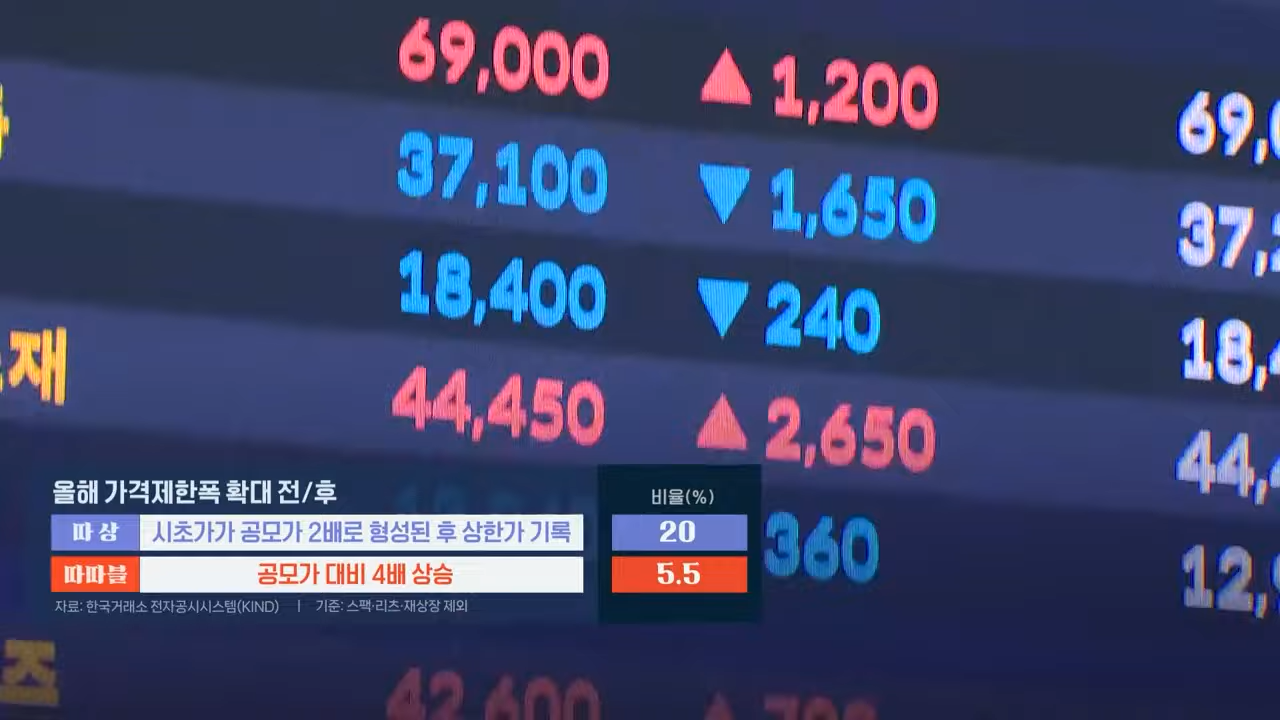 69,000 ▲ 1,200
37,100 ▼ 1,650
18,400 ▼ 240
재 44,450 ▲ 2,650
360
올해 가격제한폭 확대 전/후 비율(%)
따상 시초가가 공모가 2배로 형성된 후 상한가 기록 20
따따블 공모가 대비 4배 상승 5.5
자료: 한국거래소 전자공시시스템(KIND) | 기준: 스팩·리츠·재상장 제외
즈 42,600 ▲